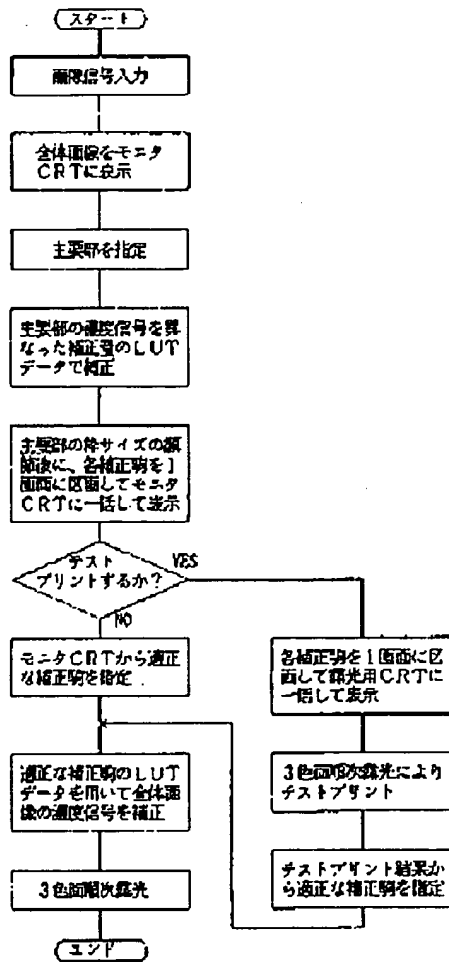 スタート
画像信号入力
全体画像をモニタ
CRTに表示
主要部を指定
主要部の濃度信号を異
なった補正量のLUT
データで補正
主要部の枠サイズの調
節後に、各補正駒を1
画面に区画してモニタ
CRTに一括して表示
テスト
プリントするか?
YES
NO
モニタCRTから適正
な補正駒を指定
適正な補正駒のLUT
データを用いて全体画
像の濃度信号を補正
3色面順次露光
エンド
各補正駒を1画面に区
画して露光用CRTに
一括して表示
3色面順次露光により
テストプリント
テストプリント結果か
ら適正な補正駒を指定